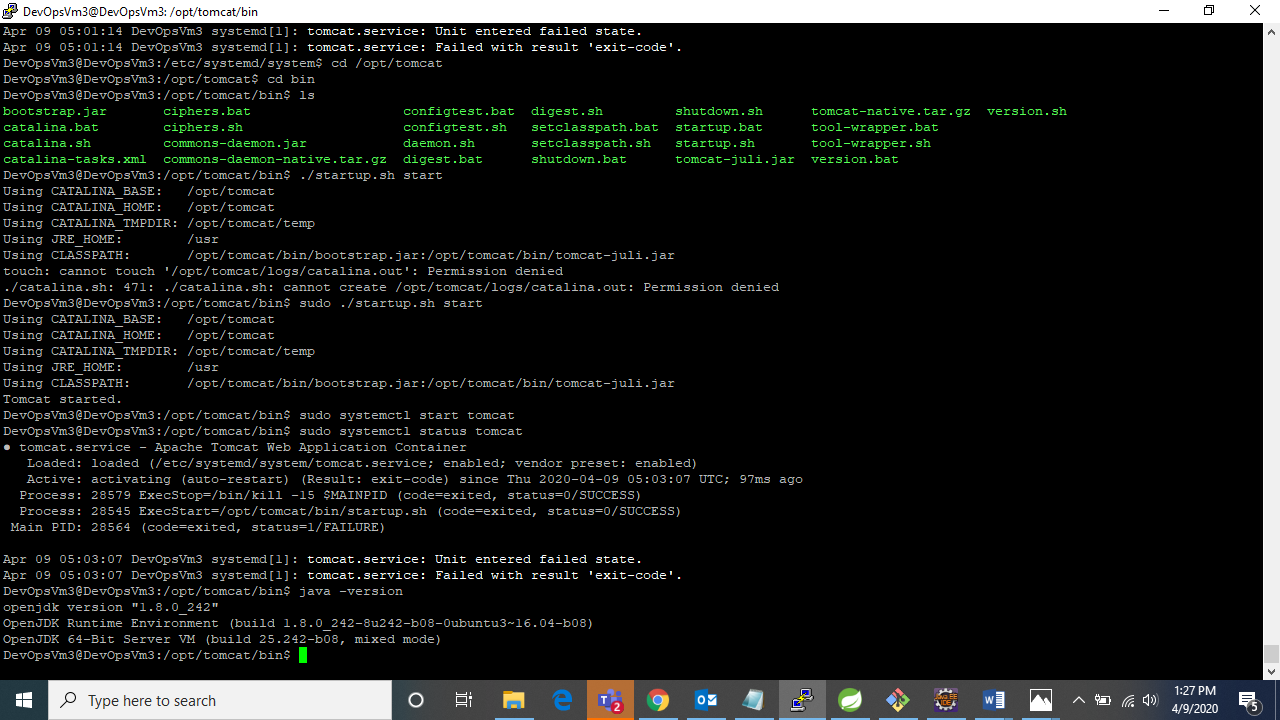 DevOpsVm3@DevOpsVm3: /opt/tomcat/bin
Apr 09 05:01:14 DevOpsVm3 systemd[1]: tomcat.service: Unit entered failed state.
Apr 09 05:01:14 DevOpsVm3 systemd[1]: tomcat.service: Failed with result 'exit-code'.
DevOpsVm3@DevOpsVm3:/etc/systemd/system$ cd /opt/tomcat
DevOpsVm3@DevOpsVm3:/opt/tomcat$ cd bin
DevOpsVm3@DevOpsVm3:/opt/tomcat/bin$ ls
bootstrap.jar ciphers.bat configtest.bat digest.sh shutdown.sh tomcat-native.tar.gz version.sh
catalina.bat ciphers.sh configtest.sh setclasspath.bat startup.bat tool-wrapper.bat
catalina.sh commons-daemon.jar daemon.sh setclasspath.sh startup.sh tool-wrapper.sh
catalina-tasks.xml commons-daemon-native.tar.gz digest.bat shutdown.bat tomcat-juli.jar version.bat
DevOpsVm3@DevOpsVm3:/opt/tomcat/bin$ ./startup.sh start
Using CATALINA_BASE: /opt/tomcat
Using CATALINA_HOME: /opt/tomcat
Using CATALINA_TMPDIR: /opt/tomcat/temp
Using JRE_HOME: /usr
Using CLASSPATH: /opt/tomcat/bin/bootstrap.jar:/opt/tomcat/bin/tomcat-juli.jar
touch: cannot touch '/opt/tomcat/logs/catalina.out': Permission denied
./catalina.sh: 471: ./catalina.sh: cannot create /opt/tomcat/logs/catalina.out: Permission denied
DevOpsVm3@DevOpsVm3:/opt/tomcat/bin$ sudo ./startup.sh start
Using CATALINA_BASE: /opt/tomcat
Using CATALINA_HOME: /opt/tomcat
Using CATALINA_TMPDIR: /opt/tomcat/temp
Using JRE_HOME: /usr
Using CLASSPATH: /opt/tomcat/bin/bootstrap.jar:/opt/tomcat/bin/tomcat-juli.jar
Tomcat started.
DevOpsVm3@DevOpsVm3:/opt/tomcat/bin$ sudo systemctl start tomcat
DevOpsVm3@DevOpsVm3:/opt/tomcat/bin$ sudo systemctl status tomcat
● tomcat.service - Apache Tomcat Web Application Container
Loaded: loaded (/etc/systemd/system/tomcat.service; enabled; vendor preset: enabled)
Active: activating (auto-restart) (Result: exit-code) since Thu 2020-04-09 05:03:07 UTC; 97ms ago
Process: 28579 ExecStop=/bin/kill -15 $MAINPID (code=exited, status=0/SUCCESS)
Process: 28545 ExecStart=/opt/tomcat/bin/startup.sh (code=exited, status=0/SUCCESS)
Main PID: 28564 (code=exited, status=1/FAILURE)
Apr 09 05:03:07 DevOpsVm3 systemd[1]: tomcat.service: Unit entered failed state.
Apr 09 05:03:07 DevOpsVm3 systemd[1]: tomcat.service: Failed with result 'exit-code'.
DevOpsVm3@DevOpsVm3:/opt/tomcat/bin$ java -version
openjdk version "1.8.0_242"
OpenJDK Runtime Environment (build 1.8.0_242-8u242-b08-0ubuntu3~16.04-b08)
OpenJDK 64-Bit Server VM (build 25.242-b08, mixed mode)
DevOpsVm3@DevOpsVm3:/opt/tomcat/bin$
Type here to search
2
1:27 PM
4/9/2020
5